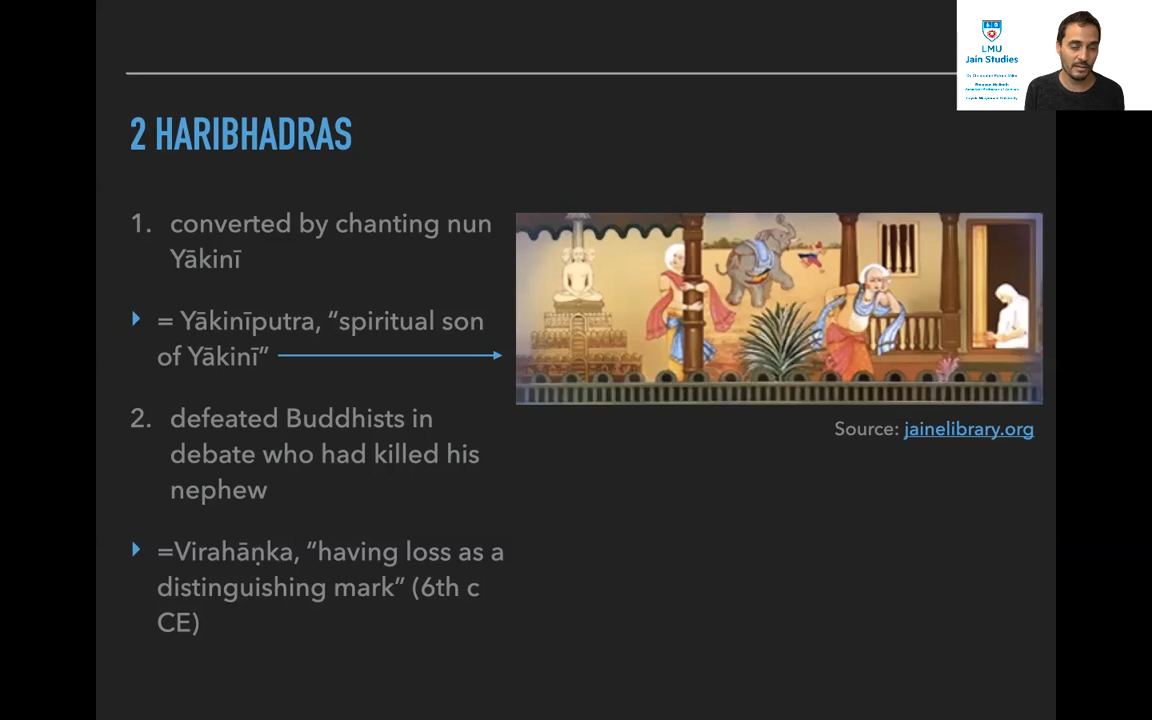 LMU
Jain Studies
2 HARIBHADRAS
1. converted by chanting nun
Yākinī
= Yākinīputra, “spiritual son
of Yākinī”
2. defeated Buddhists in
debate who had killed his
nephew
=Virahāṇka, “having loss as a
distinguishing mark” (6th c
CE)
Source: jainelibrary.org